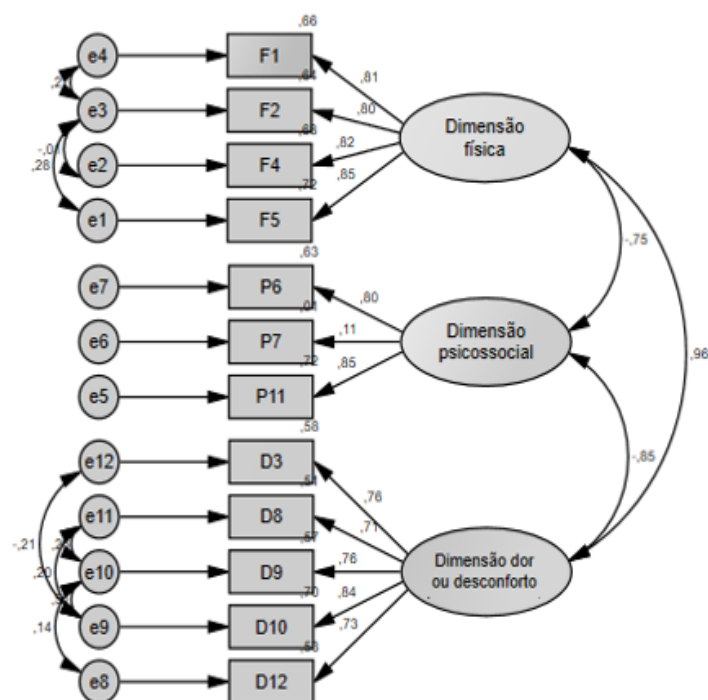 ,66
e4
F1
,81
e3
F2
,80
Dimensão
física
,68
,82
-,01
,28
e2
F4
,85
,72
e1
F5
-,75
,63
e7
P6
,80
,01
Dimensão
psicossocial
e6
P7
,11
,96
,72
,85
e5
P11
,58
-,85
e12
D3
,76
,51
e11
D8
,71
-,21
,57
,76
Dimensão dor
ou desconforto
,20
e10
D9
,70
,84
e9
D10
,73
,14
e8
D12